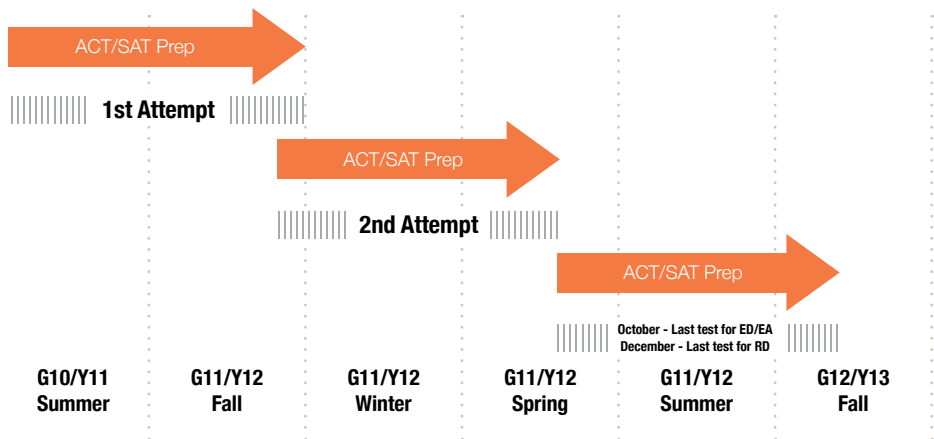 ACT/SAT Prep
1st Attempt
ACT/SAT Prep
2nd Attempt
ACT/SAT Prep
October - Last test for ED/EA
December - Last test for RD
G10/Y11
Summer
G11/Y12
Fall
G11/Y12
Winter
G11/Y12
Spring
G11/Y12
Summer
G12/Y13
Fall